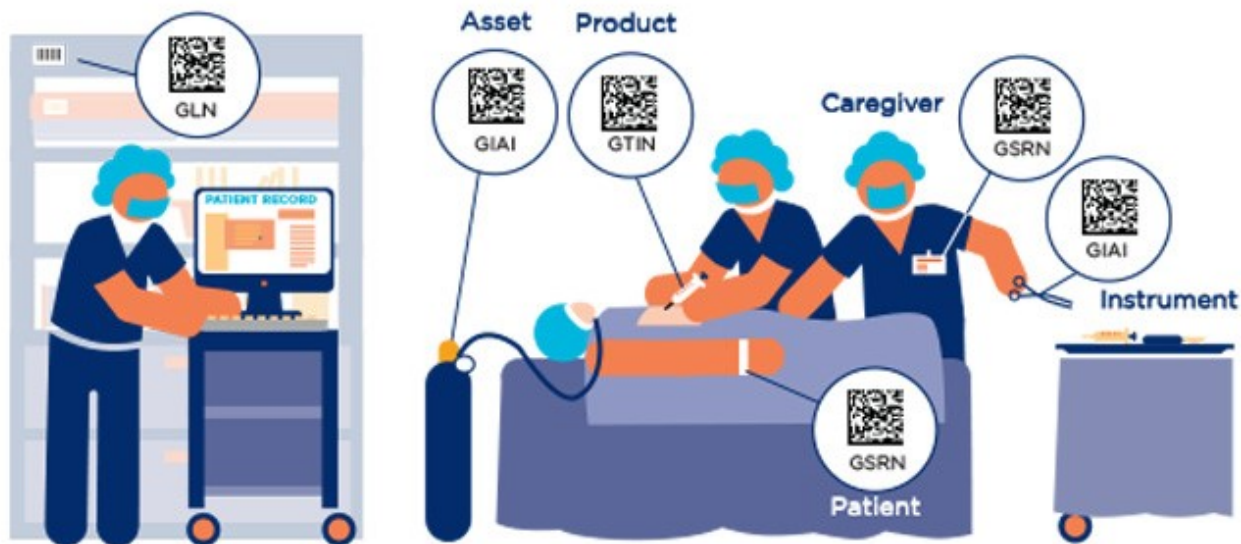 GLN
PATIENT RECORD
Asset
GIAI
Product
GTIN
Caregiver
GSRN
GIAI
Instrument
GSRN
Patient